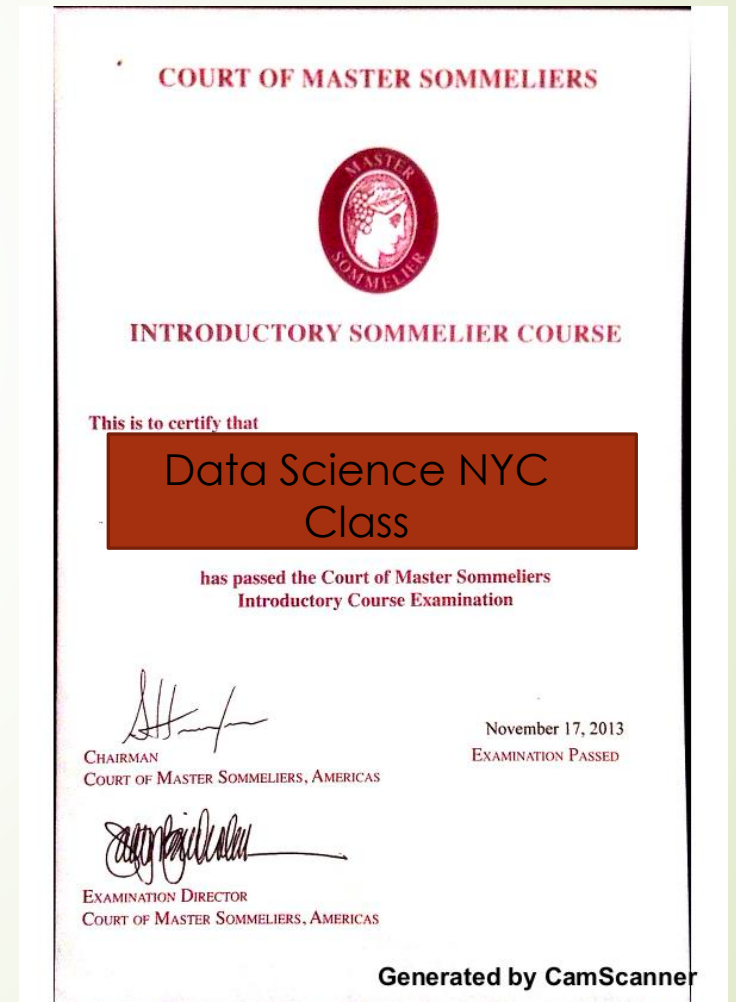 COURT OF MASTER SOMMELIERS
MASTER
SOMMELIER
INTRODUCTORY SOMMELIER COURSE
This is to certify that
Data Science NYC
Class
has passed the Court of Master Sommeliers
Introductory Course Examination
November 17, 2013
CHAIRMAN
EXAMINATION PASSED
COURT OF MASTER SOMMELIERS, AMERICAS
EXAMINATION DIRECTOR
COURT OF MASTER SOMMELIERS, AMERICAS
Generated by CamScanner